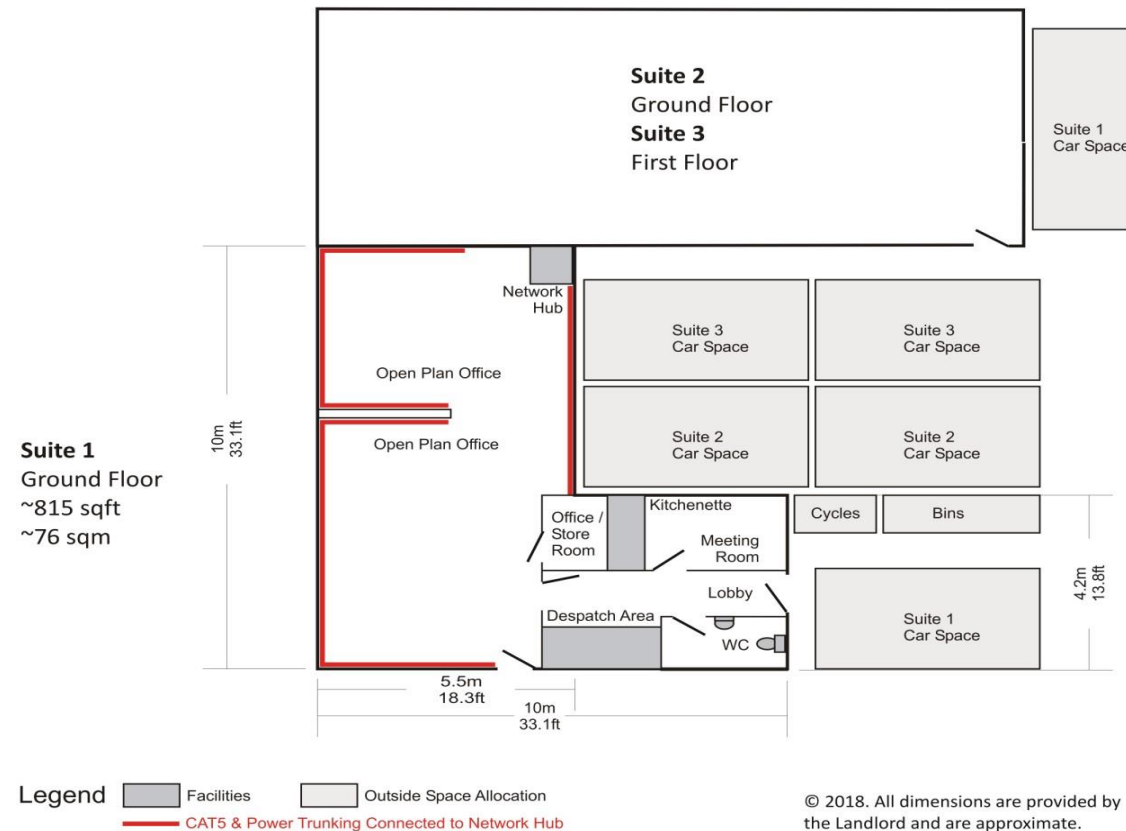 Suite 2
Ground Floor
Suite 3
First Floor
Suite 1
Car Space
Network
Hub
Suite 3
Car Space
Suite 3
Car Space
Open Plan Office
10m
33.1ft
Open Plan Office
Suite 2
Car Space
Suite 2
Car Space
Suite 1
Ground Floor
~815 sqft
~76 sqm
Office /
Store
Room
Kitchenette
Meeting
Room
Cycles
Bins
Lobby
4.2m
13.8ft
Despatch Area
WC
Suite 1
Car Space
5.5m
18.3ft
10m
33.1ft
Legend
Facilities
Outside Space Allocation
CAT5 & Power Trunking Connected to Network Hub
© 2018. All dimensions are provided by
the Landlord and are approximate.